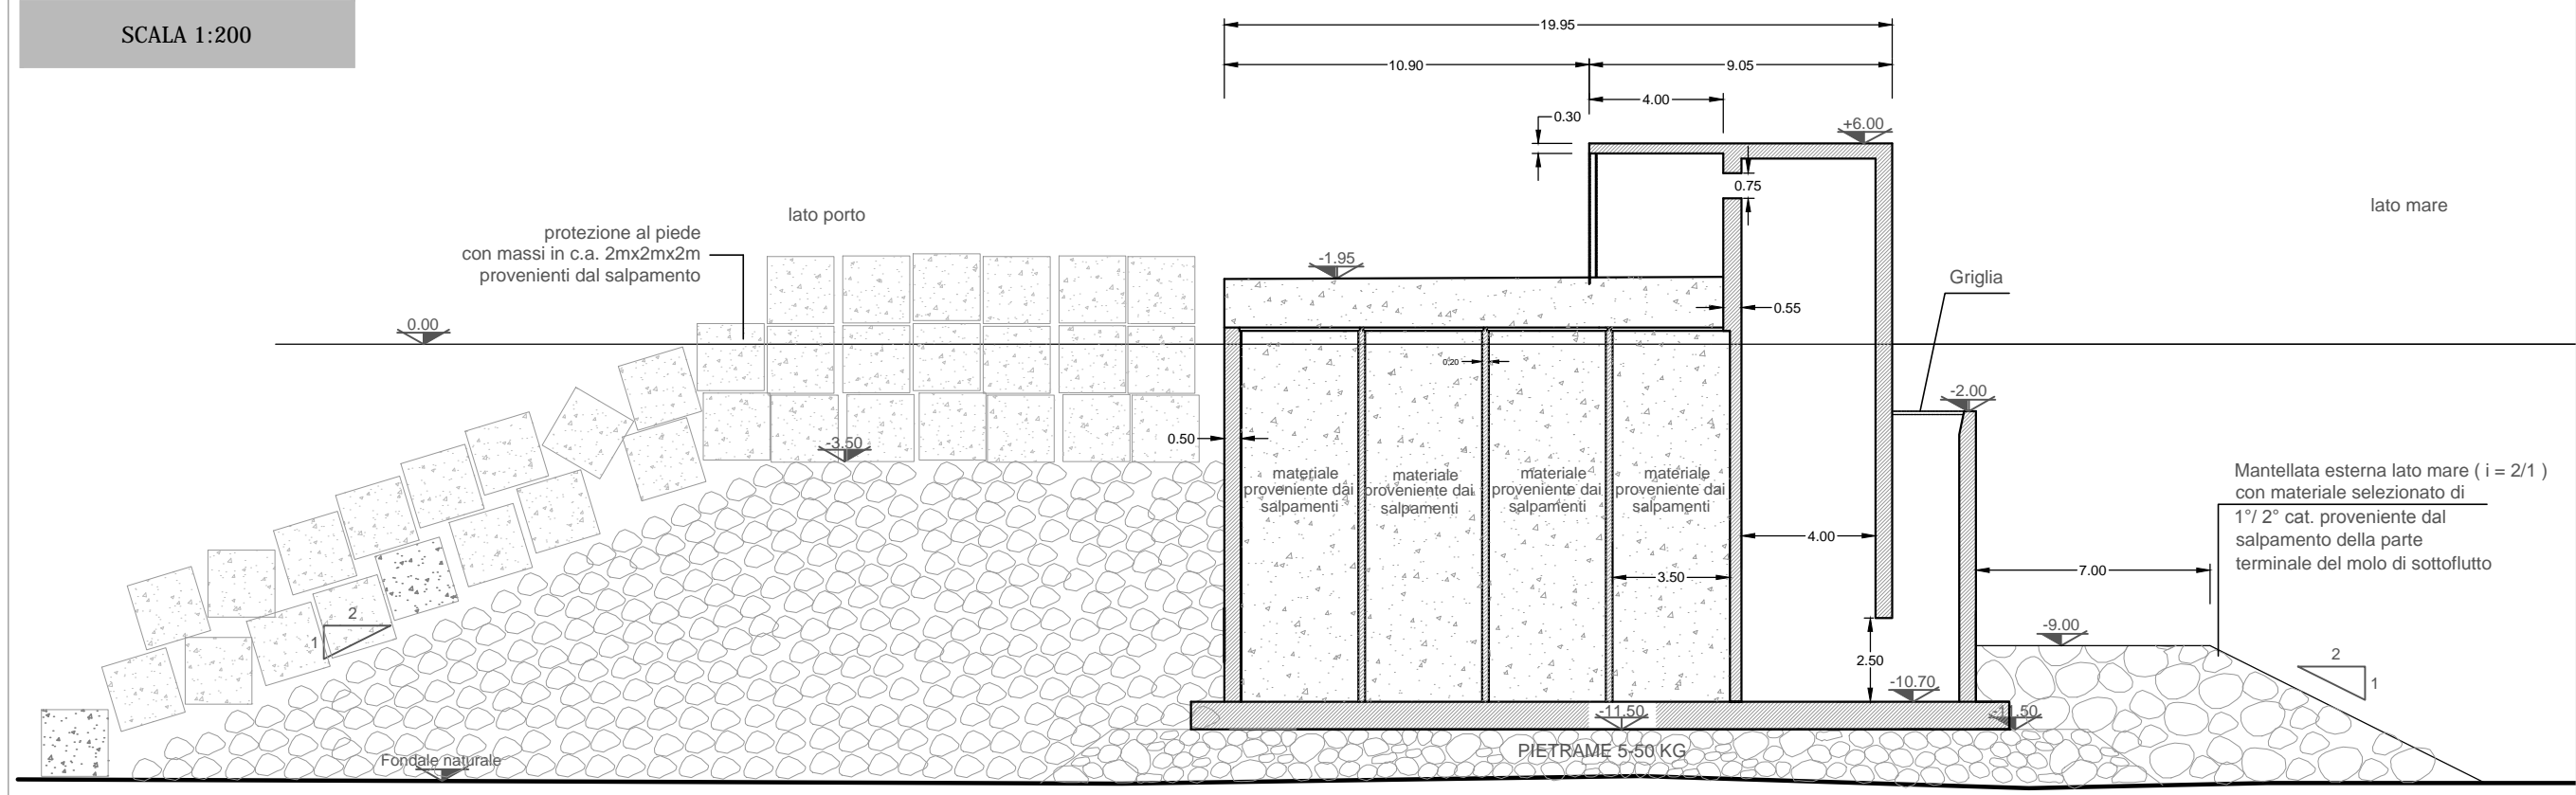 SCALA 1:200
19.95
10.90
9.05
4.00
0.30
+6.00
0.75
lato porto
lato mare
protezione al piede
con massi in c.a. 2mx2mx2m
provenienti dal salpamento
-1.95
Griglia
0.55
0.00
0,20
-2.00
0.50
-3.50
materiale
proveniente dai
salpamenti
materiale
proveniente dai
salpamenti
materiale
proveniente dai
salpamenti
materiale
proveniente dai
salpamenti
Mantellata esterna lato mare ( i = 2/1 )
con materiale selezionato di
1°/ 2° cat. proveniente dal
salpamento della parte
terminale del molo di sottoflutto
4.00
3.50
7.00
2
1
-9.00
2.50
2
1
-10.70
-11.50
-11.50
PIETRAME 5-50 KG
Fondale naturale